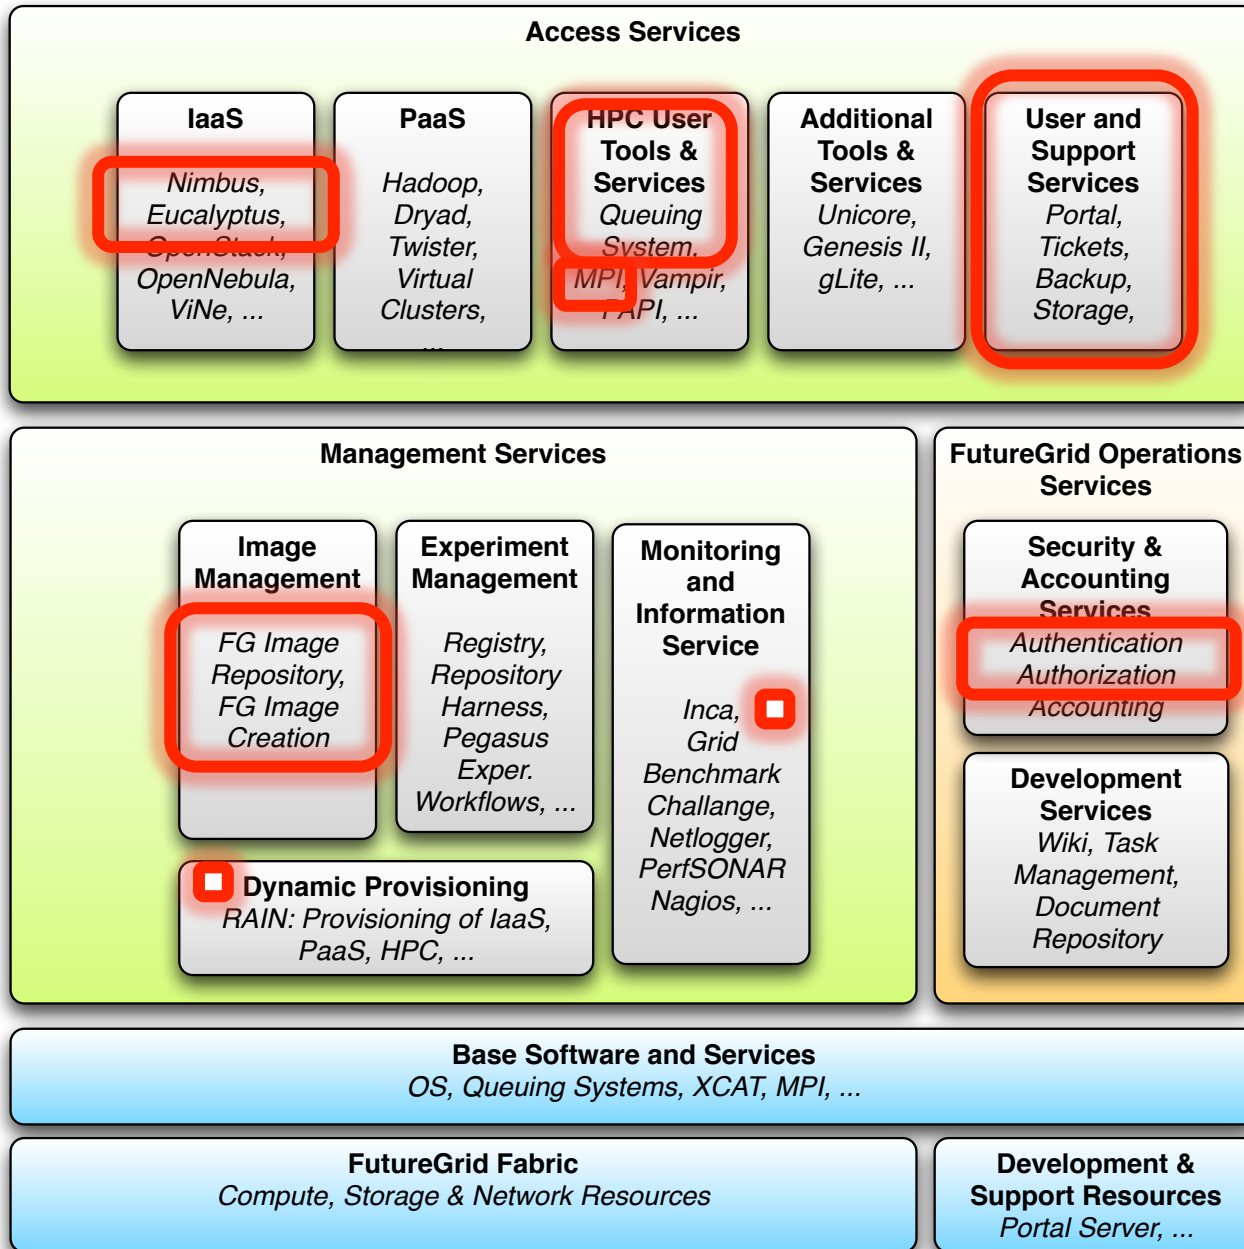 Access Services
IaaS
Nimbus,
Eucalyptus,
OpenStack,
OpenNebula,
ViNe, ...
PaaS
Hadoop,
Dryad,
Twister,
Virtual
Clusters,
...
HPC User
Tools &
Services
Queuing
System,
MPI, Vampir,
PAPI, ...
Additional
Tools &
Services
Unicore,
Genesis II,
gLite, ...
User and
Support
Services
Portal,
Tickets,
Backup,
Storage,
Management Services
Image
Management
FG Image
Repository,
FG Image
Creation
Experiment
Management
Registry,
Repository
Harness,
Pegasus
Exper.
Workflows, ...
Monitoring
and
Information
Service
Inca,
Grid
Benchmark
Challange,
Netlogger,
PerfSONAR
Nagios, ...
Dynamic Provisioning
RAIN: Provisioning of IaaS,
PaaS, HPC, ...
FutureGrid Operations
Services
Security &
Accounting
Services
Authentication
Authorization
Accounting
Development
Services
Wiki, Task
Management,
Document
Repository
Base Software and Services
OS, Queuing Systems, XCAT, MPI, ...
FutureGrid Fabric
Compute, Storage & Network Resources
Development &
Support Resources
Portal Server, ...